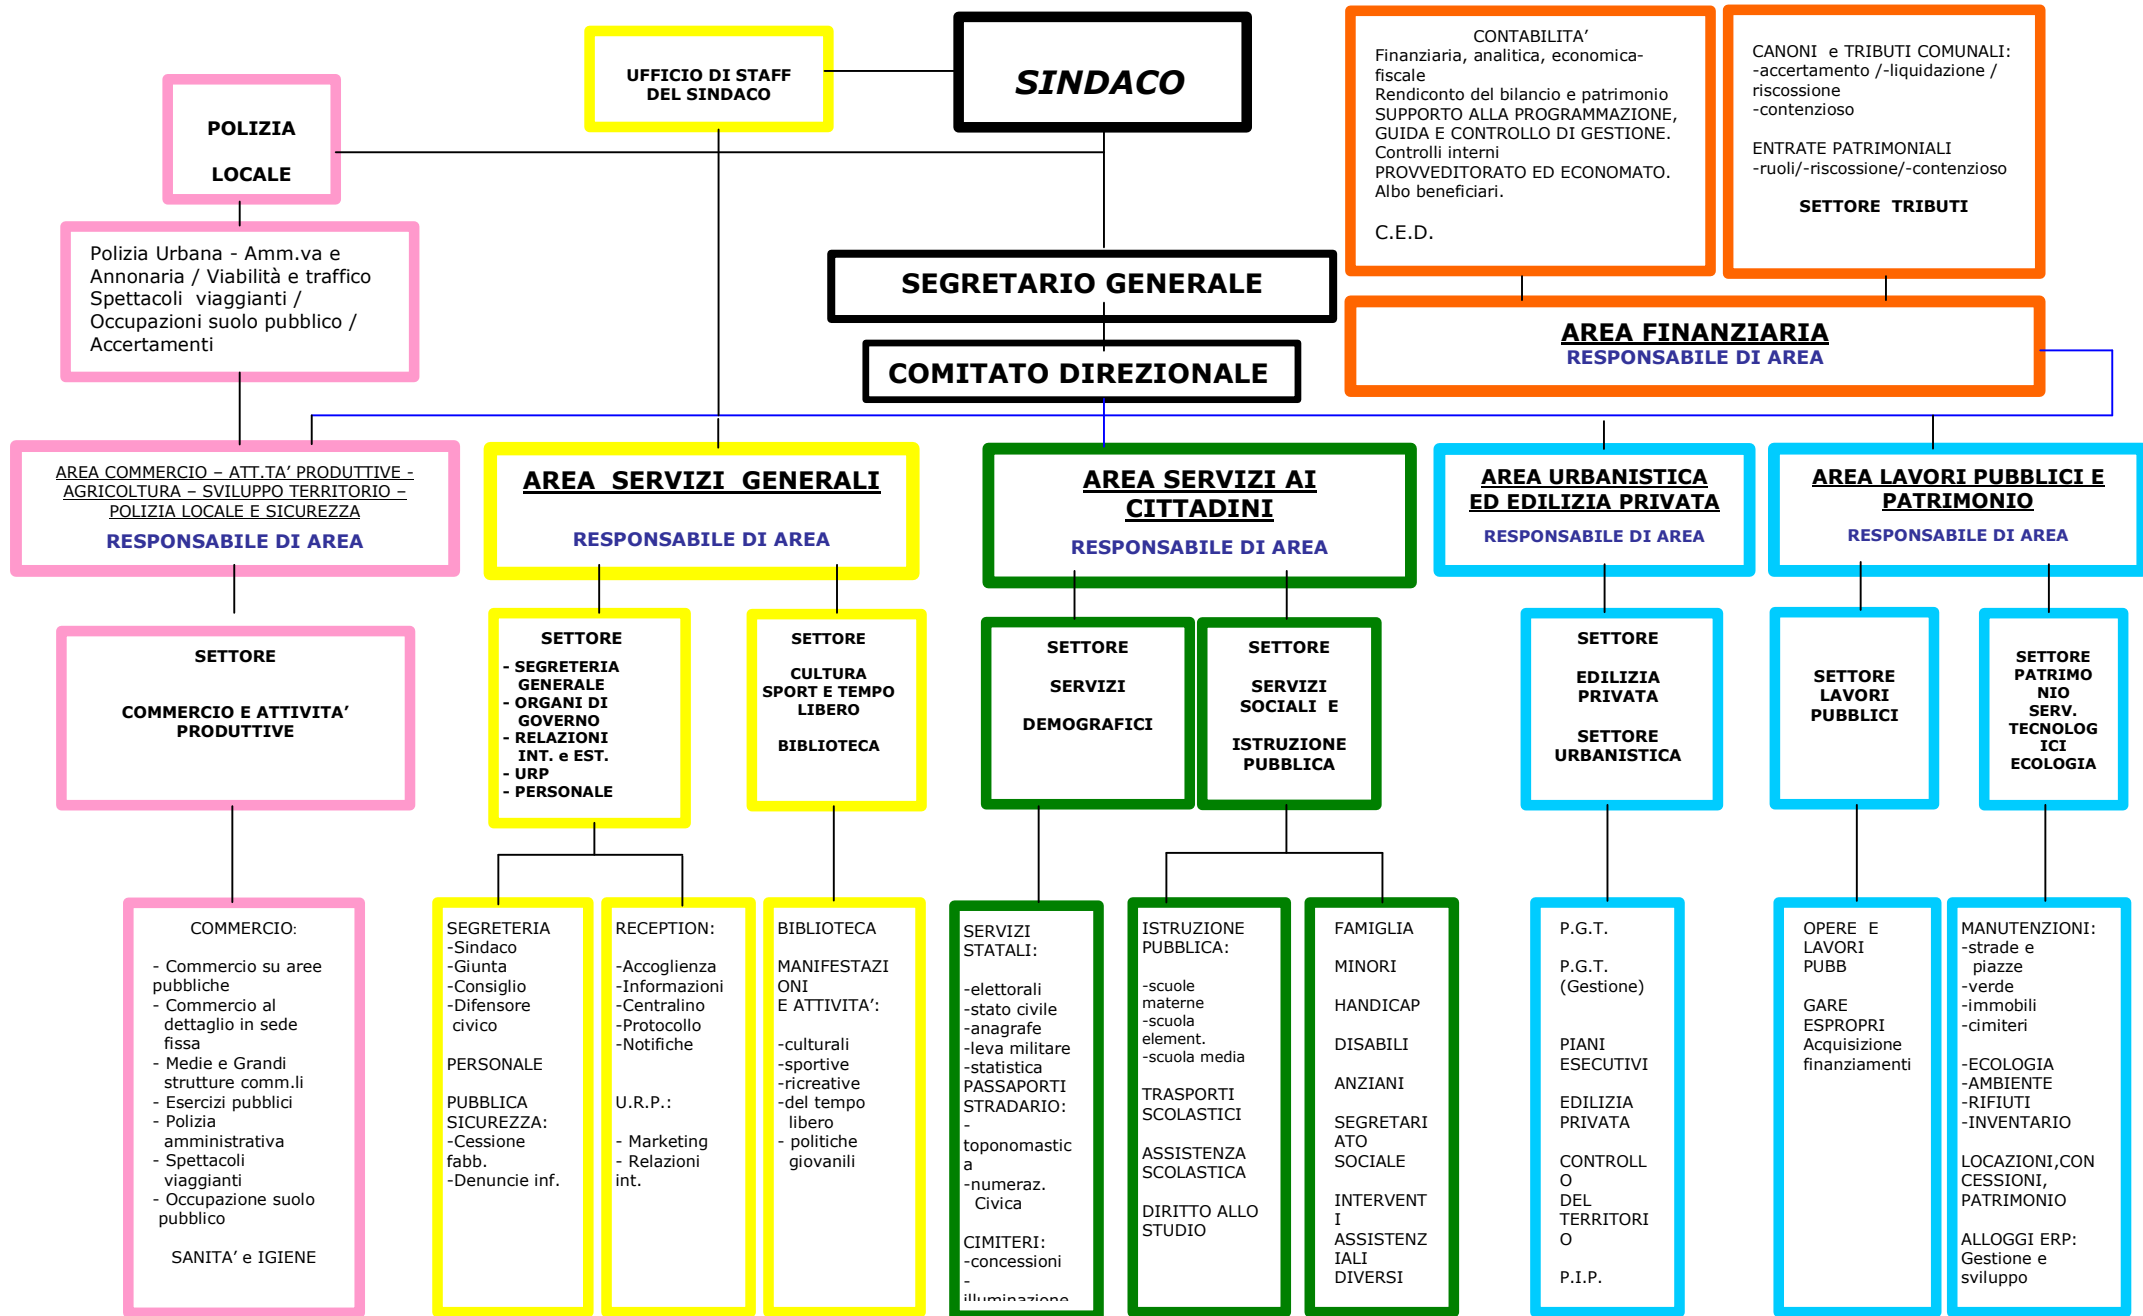 SINDACO
UFFICIO DI STAFF
DEL SINDACO
POLIZIA
LOCALE
Polizia Urbana - Amm.va e
Annonaria / Viabilità e traffico
Spettacoli viaggianti /
Occupazioni suolo pubblico /
Accertamenti
SEGRETARIO GENERALE
COMITATO DIREZIONALE
CONTABILITA’
Finanziaria, analitica, economica-
fiscale
Rendiconto del bilancio e patrimonio
SUPPORTO ALLA PROGRAMMAZIONE,
GUIDA E CONTROLLO DI GESTIONE.
Controlli interni
PROVVEDITORATO ED ECONOMATO.
Albo beneficiari.
C.E.D.
CANONI e TRIBUTI COMUNALI:
-accertamento /-liquidazione /
riscossione
-contenzioso
ENTRATE PATRIMONIALI
-ruoli/-riscossione/-contenzioso
SETTORE TRIBUTI
AREA FINANZIARIA
RESPONSABILE DI AREA
AREA COMMERCIO – ATT.TA’ PRODUTTIVE -
AGRICOLTURA – SVILUPPO TERRITORIO –
POLIZIA LOCALE E SICUREZZA
RESPONSABILE DI AREA
AREA SERVIZI GENERALI
RESPONSABILE DI AREA
AREA SERVIZI AI
CITTADINI
RESPONSABILE DI AREA
AREA URBANISTICA
ED EDILIZIA PRIVATA
RESPONSABILE DI AREA
AREA LAVORI PUBBLICI E
PATRIMONIO
RESPONSABILE DI AREA
SETTORE
COMMERCIO E ATTIVITA’
PRODUTTIVE
SETTORE
- SEGRETERIA
GENERALE
- ORGANI DI
GOVERNO
- RELAZIONI
INT. e EST.
- URP
- PERSONALE
SETTORE
CULTURA
SPORT E TEMPO
LIBERO
BIBLIOTECA
SETTORE
SERVIZI
DEMOGRAFICI
SETTORE
SERVIZI
SOCIALI E
ISTRUZIONE
PUBBLICA
SETTORE
EDILIZIA
PRIVATA
SETTORE
URBANISTICA
SETTORE
LAVORI
PUBBLICI
SETTORE
PATRIMO
NIO
SERV.
TECNOLOG
ICI
ECOLOGIA
COMMERCIO:
- Commercio su aree
pubbliche
- Commercio al
dettaglio in sede
fissa
- Medie e Grandi
strutture comm.li
- Esercizi pubblici
- Polizia
amministrativa
- Spettacoli
viaggianti
- Occupazione suolo
pubblico
SANITA’ e IGIENE
SEGRETERIA
-Sindaco
-Giunta
-Consiglio
-Difensore
civico
PERSONALE
PUBBLICA
SICUREZZA:
-Cessione
fabb.
-Denuncie inf.
RECEPTION:
-Accoglienza
-Informazioni
-Centralino
-Protocollo
-Notifiche
U.R.P.:
- Marketing
- Relazioni
int.
BIBLIOTECA
MANIFESTAZI
ONI
E ATTIVITA’:
-culturali
-sportive
-ricreative
-del tempo
libero
- politiche
giovanili
SERVIZI
STATALI:
-elettorali
-stato civile
-anagrafe
-leva militare
-statistica
PASSAPORTI
STRADARIO:
-
toponomastic
a
-numeraz.
Civica
CIMITERI:
-concessioni
-
illuminazione
ISTRUZIONE
PUBBLICA:
-scuole
materne
-scuola
element.
-scuola media
TRASPORTI
SCOLASTICI
ASSISTENZA
SCOLASTICA
DIRITTO ALLO
STUDIO
FAMIGLIA
MINORI
HANDICAP
DISABILI
ANZIANI
SEGRETARI
ATO
SOCIALE
INTERVENT
I
ASSISTENZ
IALI
DIVERSI
P.G.T.
P.G.T.
(Gestione)
PIANI
ESECUTIVI
EDILIZIA
PRIVATA
CONTROLL
O
DEL
TERRITORI
O
P.I.P.
OPERE E
LAVORI
PUBB
GARE
ESPROPRI
Acquisizione
finanziamenti
MANUTENZIONI:
-strade e
piazze
-verde
-immobili
-cimiteri
-ECOLOGIA
-AMBIENTE
-RIFIUTI
-INVENTARIO
LOCAZIONI,CON
CESSIONI,
PATRIMONIO
ALLOGGI ERP:
Gestione e
sviluppo